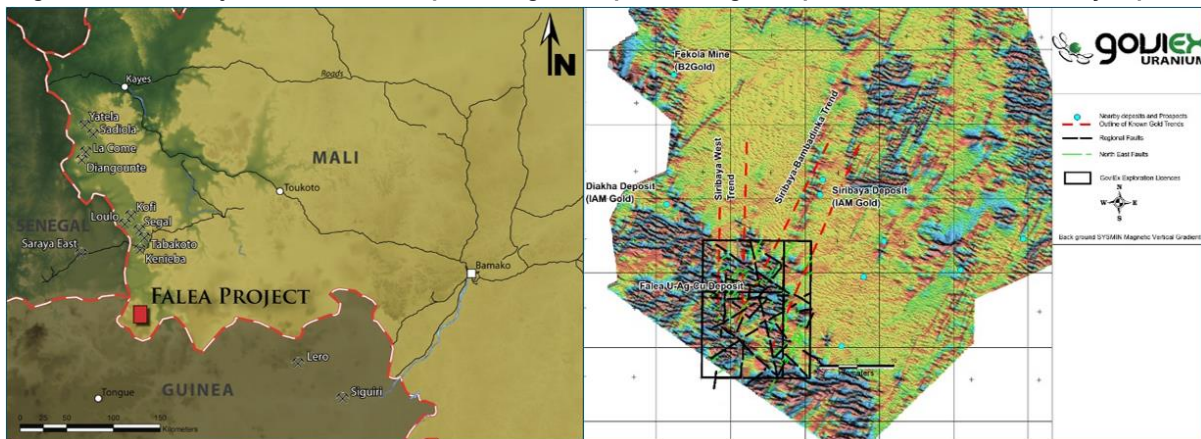 Kayes
Roads
N
Yatela
Sadiola
La Come
Diangounte
MALI
Toukoto
SENEGAL
Loulo
Kofi
Segal
Saraya East
Tabakoto
Kenieba
Bamako
FALEA PROJECT
Lero
GUINEA
Siguiri
Tongue
0 25 50 100 150
Kilometers
Fekola Mine
(B2Gold)
Siribaya West
Trend
Siribaya-Bambadinka Trend
Diakha Deposit
(IAM Gold)
Siribaya Deposit
(IAM Gold)
Falea U-Ag-Cu Deposit
GOVIEX
URANIUM
Nearby deposits and Prospects
Outline of Known Gold Trends
Regional Faults
North East Faults
GoviEx Exploration Licences
N
W E
S
Back ground SYSMIN Magnetic Vertical Gradient